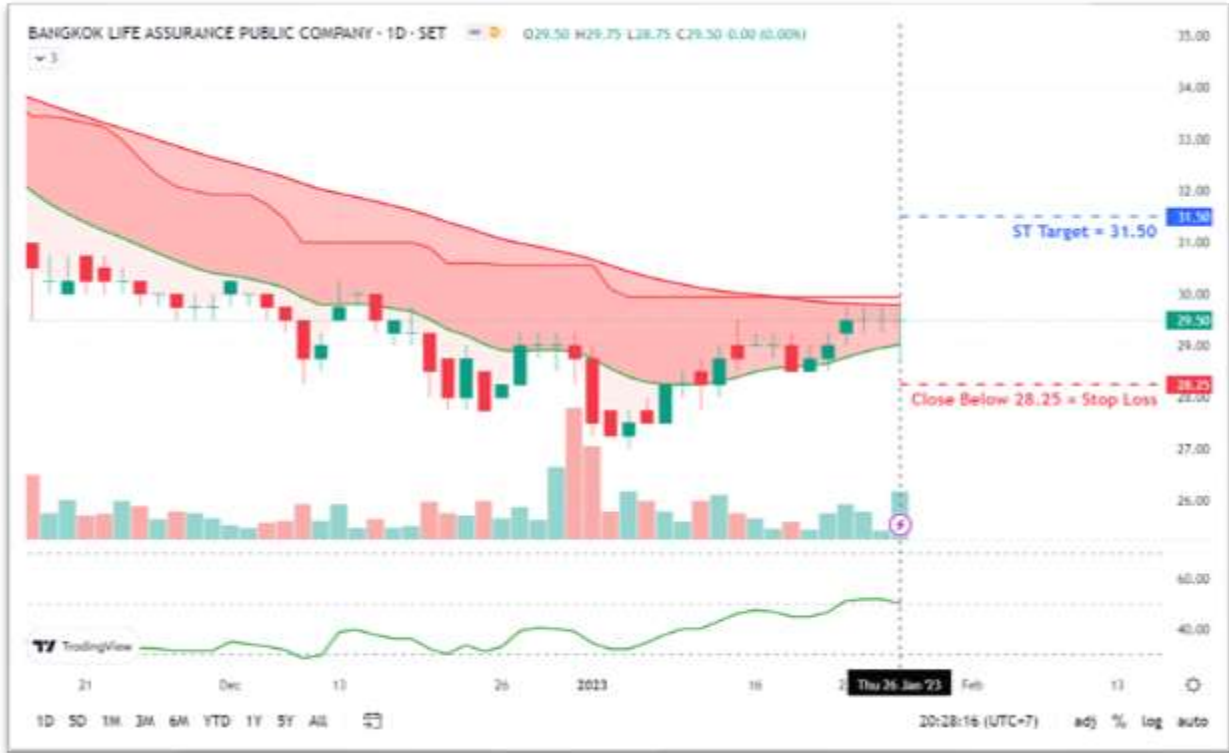 BANGKOK LIFE ASSURANCE PUBLIC COMPANY · 1D · SET D O29.50 H29.75 L28.75 C29.50 0.00 (0.00%)
3
35.00
34.00
33.00
32.00
31.50
ST Target = 31.50
31.00
30.00
29.50
29.00
28.25
Close Below 28.25 = Stop Loss
28.00
27.00
26.00
60.00
40.00
TradingView
21 Dec 13 26 2023 16 Thu 26 Jan '23 Feb 13
1D 5D 1M 3M 6M YTD 1Y 5Y All 20:28:16 (UTC+7) adj % log auto